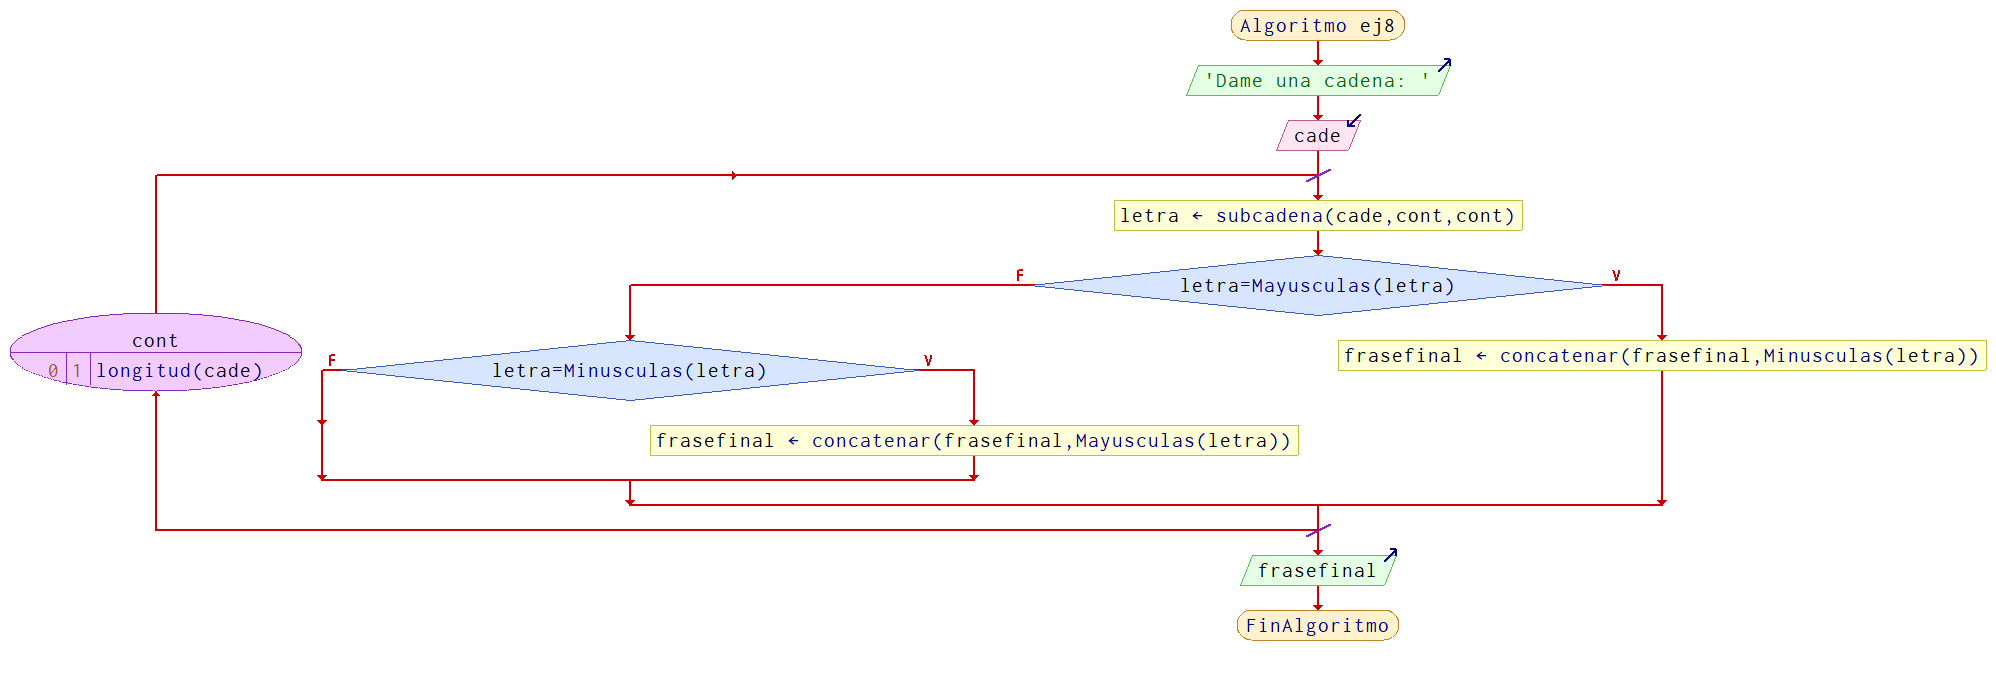 Algoritmo ej8
'Dame una cadena: '
cade
letra ← subcadena(cade,cont,cont)
F
letra=Mayusculas(letra)
V
cont
0 1 longitud(cade)
F
letra=Minusculas(letra)
V
frasefinal ← concatenar(frasefinal,Minusculas(letra))
frasefinal ← concatenar(frasefinal,Mayusculas(letra))
frasefinal
FinAlgoritmo